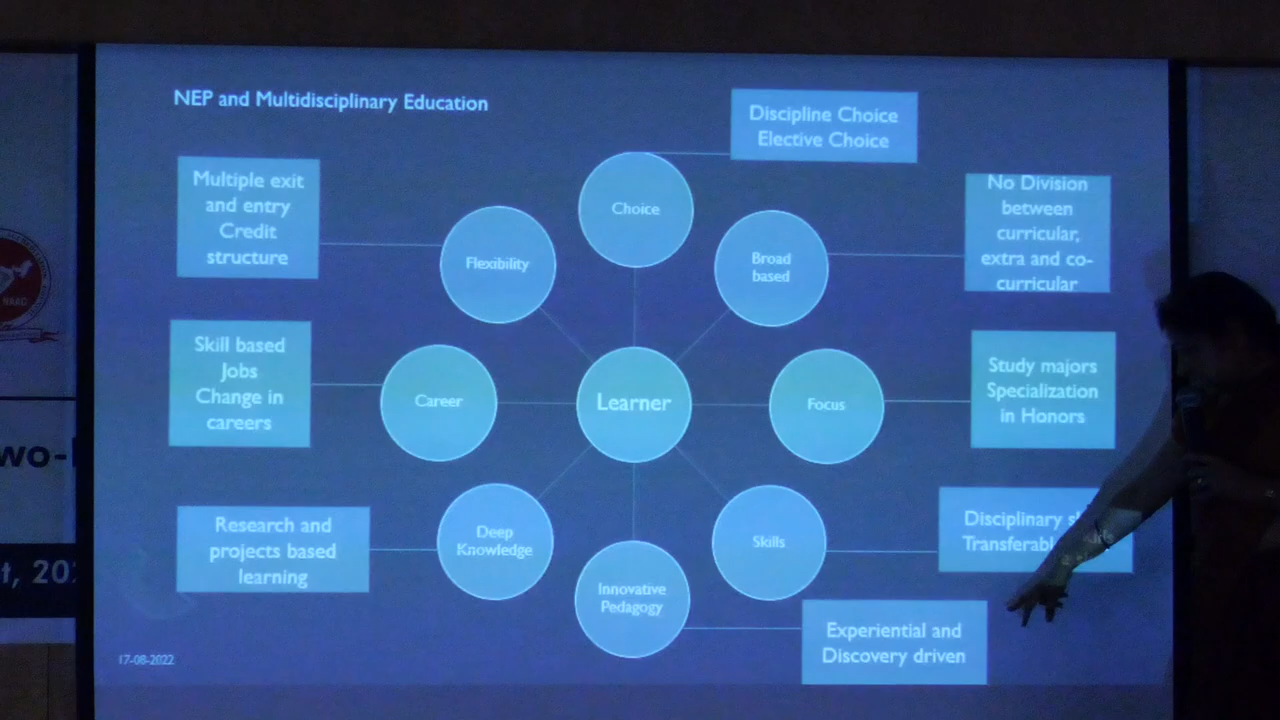 NEP and Multidisciplinary Education
Discipline Choice
Elective Choice
Multiple exit
and entry
Credit
structure
No Division
between
curricular,
extra and co-
curricular
Choice
Flexibility
Broad
based
Skill based
Jobs
Change in
careers
Career
Learner
Focus
Study majors
Specialization
in Honors
Research and
projects based
learning
Deep
Knowledge
Innovative
Pedagogy
Skills
Disciplinary
Experiential and
Discovery driven
17-08-2022
NAAC